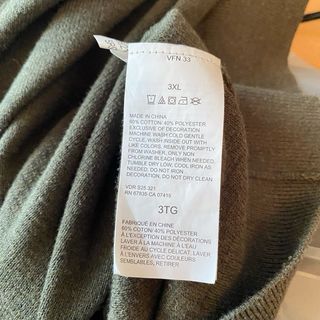 VFN 33
3XL
MADE IN CHINA
60% COTTON/ 40% POLYESTER
EXCLUSIVE OF DECORATION
MACHINE WASH COLD GENTLE
CYCLE, WASH INSIDE OUT WITH
LIKE COLORS, REMOVE PROMPTLY
FROM WASHER, ONLY NON
CHLORINE BLEACH WHEN NEEDED,
TUMBLE DRY LOW, COOL IRON AS
NEEDED, DO NOT IRON
DECORATION, DO NOT DRY
CLEAN
VDR S25 321
RN 67835-CA 07416
3TG
FABRIQUÉ EN CHINE
60% COTON/40% POLYESTER
À L'EXCEPTION DES DÉCORATIONS
LAVER À LA MACHINE À L'EAU
FROIDE AU CYCLE DÉLICAT; LAVER
À L'ENVERS AVEC COULEURS
SEMBLABLES, RETIRER